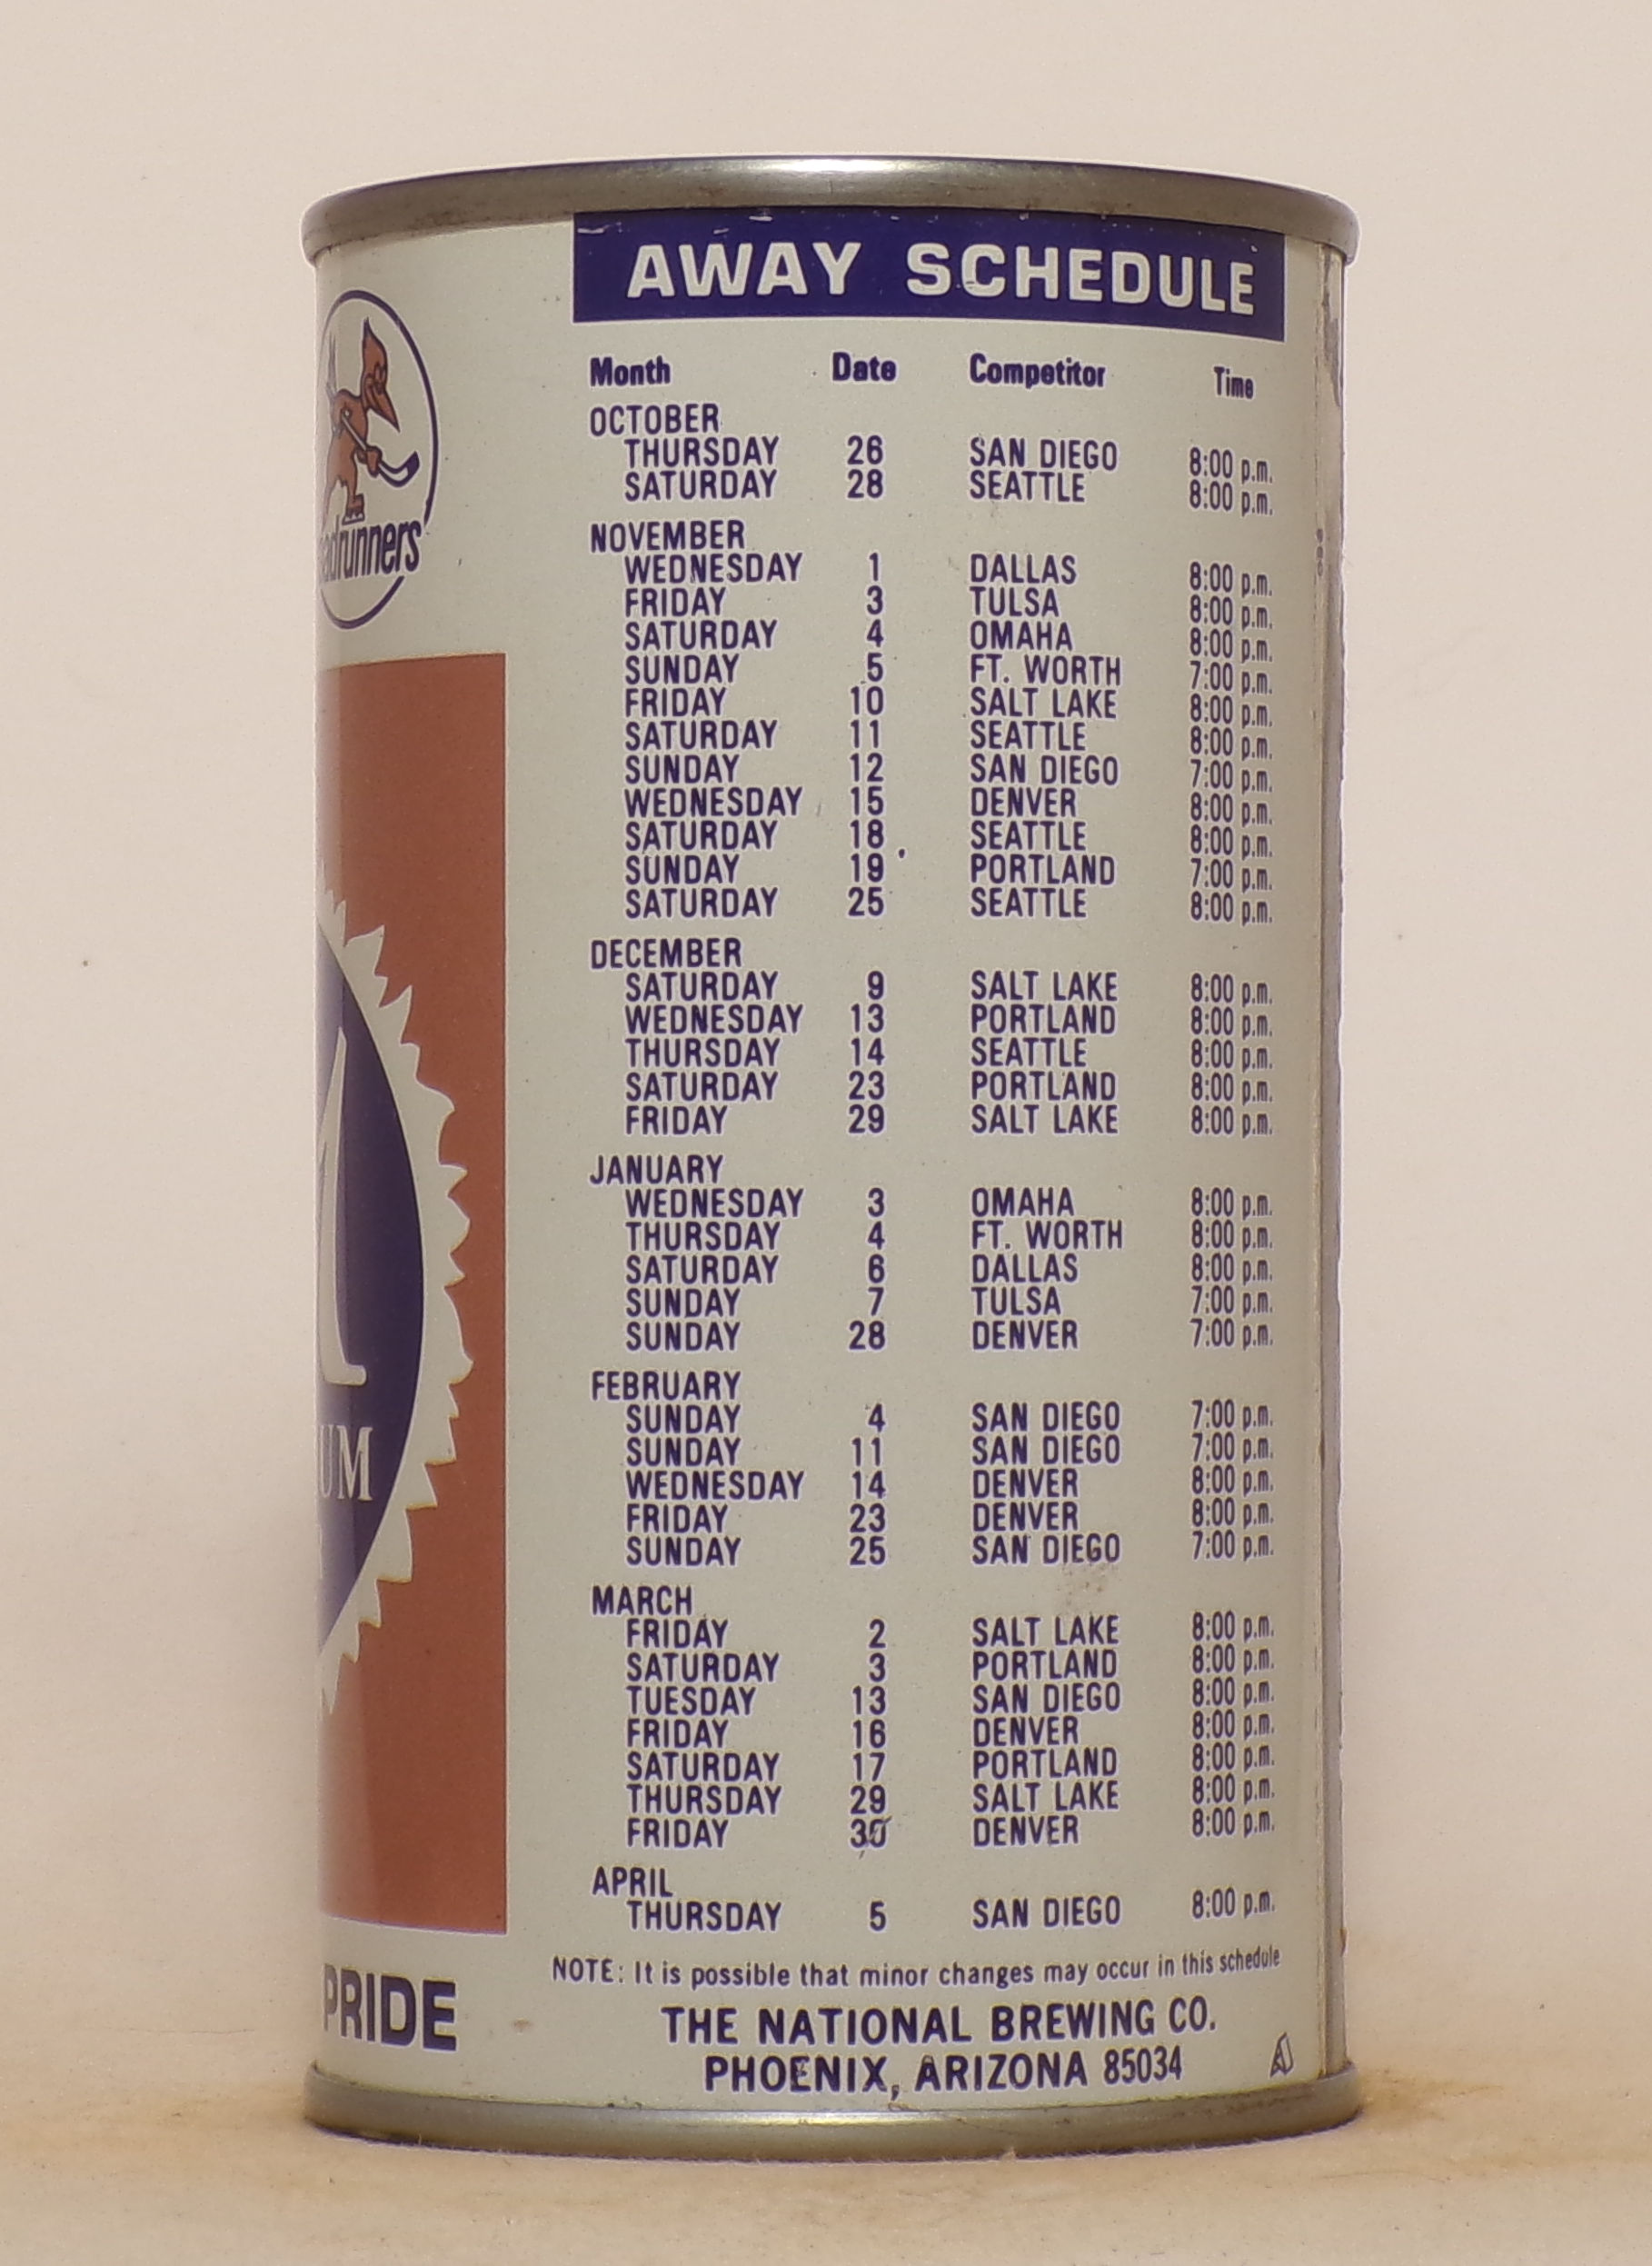 AWAY SCHEDULE
Month Date Competitor Time
OCTOBER
THURSDAY 26 SAN DIEGO 8:00 p.m.
SATURDAY 28 SEATTLE 8:00 p.m.
NOVEMBER
WEDNESDAY 1 DALLAS 8:00 p.m.
FRIDAY 3 TULSA 8:00 p.m.
SATURDAY 4 OMAHA 8:00 p.m.
SUNDAY 5 FT. WORTH 7:00 p.m.
FRIDAY 10 SALT LAKE 8:00 p.m.
SATURDAY 11 SEATTLE 8:00 p.m.
SUNDAY 12 SAN DIEGO 7:00 p.m.
WEDNESDAY 15 DENVER 8:00 p.m.
SATURDAY 18 SEATTLE 8:00 p.m.
SUNDAY 19 PORTLAND 7:00 p.m.
SATURDAY 25 SEATTLE 8:00 p.m.
DECEMBER
SATURDAY 9 SALT LAKE 8:00 p.m.
WEDNESDAY 13 PORTLAND 8:00 p.m.
THURSDAY 14 SEATTLE 8:00 p.m.
SATURDAY 23 PORTLAND 8:00 p.m.
FRIDAY 29 SALT LAKE 8:00 p.m.
JANUARY
WEDNESDAY 3 OMAHA 8:00 p.m.
THURSDAY 4 FT. WORTH 8:00 p.m.
SATURDAY 6 DALLAS 8:00 p.m.
SUNDAY 7 TULSA 7:00 p.m.
SUNDAY 28 DENVER 7:00 p.m.
FEBRUARY
SUNDAY 4 SAN DIEGO 7:00 p.m.
SUNDAY 11 SAN DIEGO 7:00 p.m.
WEDNESDAY 14 DENVER 8:00 p.m.
FRIDAY 23 DENVER 8:00 p.m.
SUNDAY 25 SAN DIEGO 7:00 p.m.
MARCH
FRIDAY 2 SALT LAKE 8:00 p.m.
SATURDAY 3 PORTLAND 8:00 p.m.
TUESDAY 13 SAN DIEGO 8:00 p.m.
FRIDAY 16 DENVER 8:00 p.m.
SATURDAY 17 PORTLAND 8:00 p.m.
THURSDAY 29 SALT LAKE 8:00 p.m.
FRIDAY 30 DENVER 8:00 p.m.
APRIL
THURSDAY 5 SAN DIEGO 8:00 p.m.
NOTE: It is possible that minor changes may occur in this schedule
THE NATIONAL BREWING CO.
PHOENIX, ARIZONA 85034
adrunners
1
UM
PRIDE